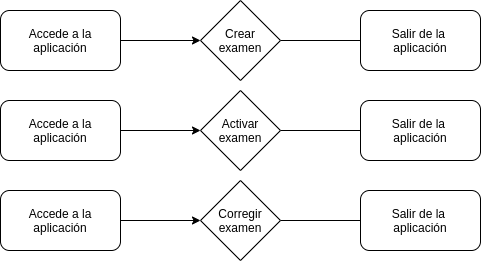 Accede a la
aplicación
Crear
examen
Salir de la
aplicación
Accede a la
aplicación
Activar
examen
Salir de la
aplicación
Accede a la
aplicación
Corregir
examen
Salir de la
aplicación